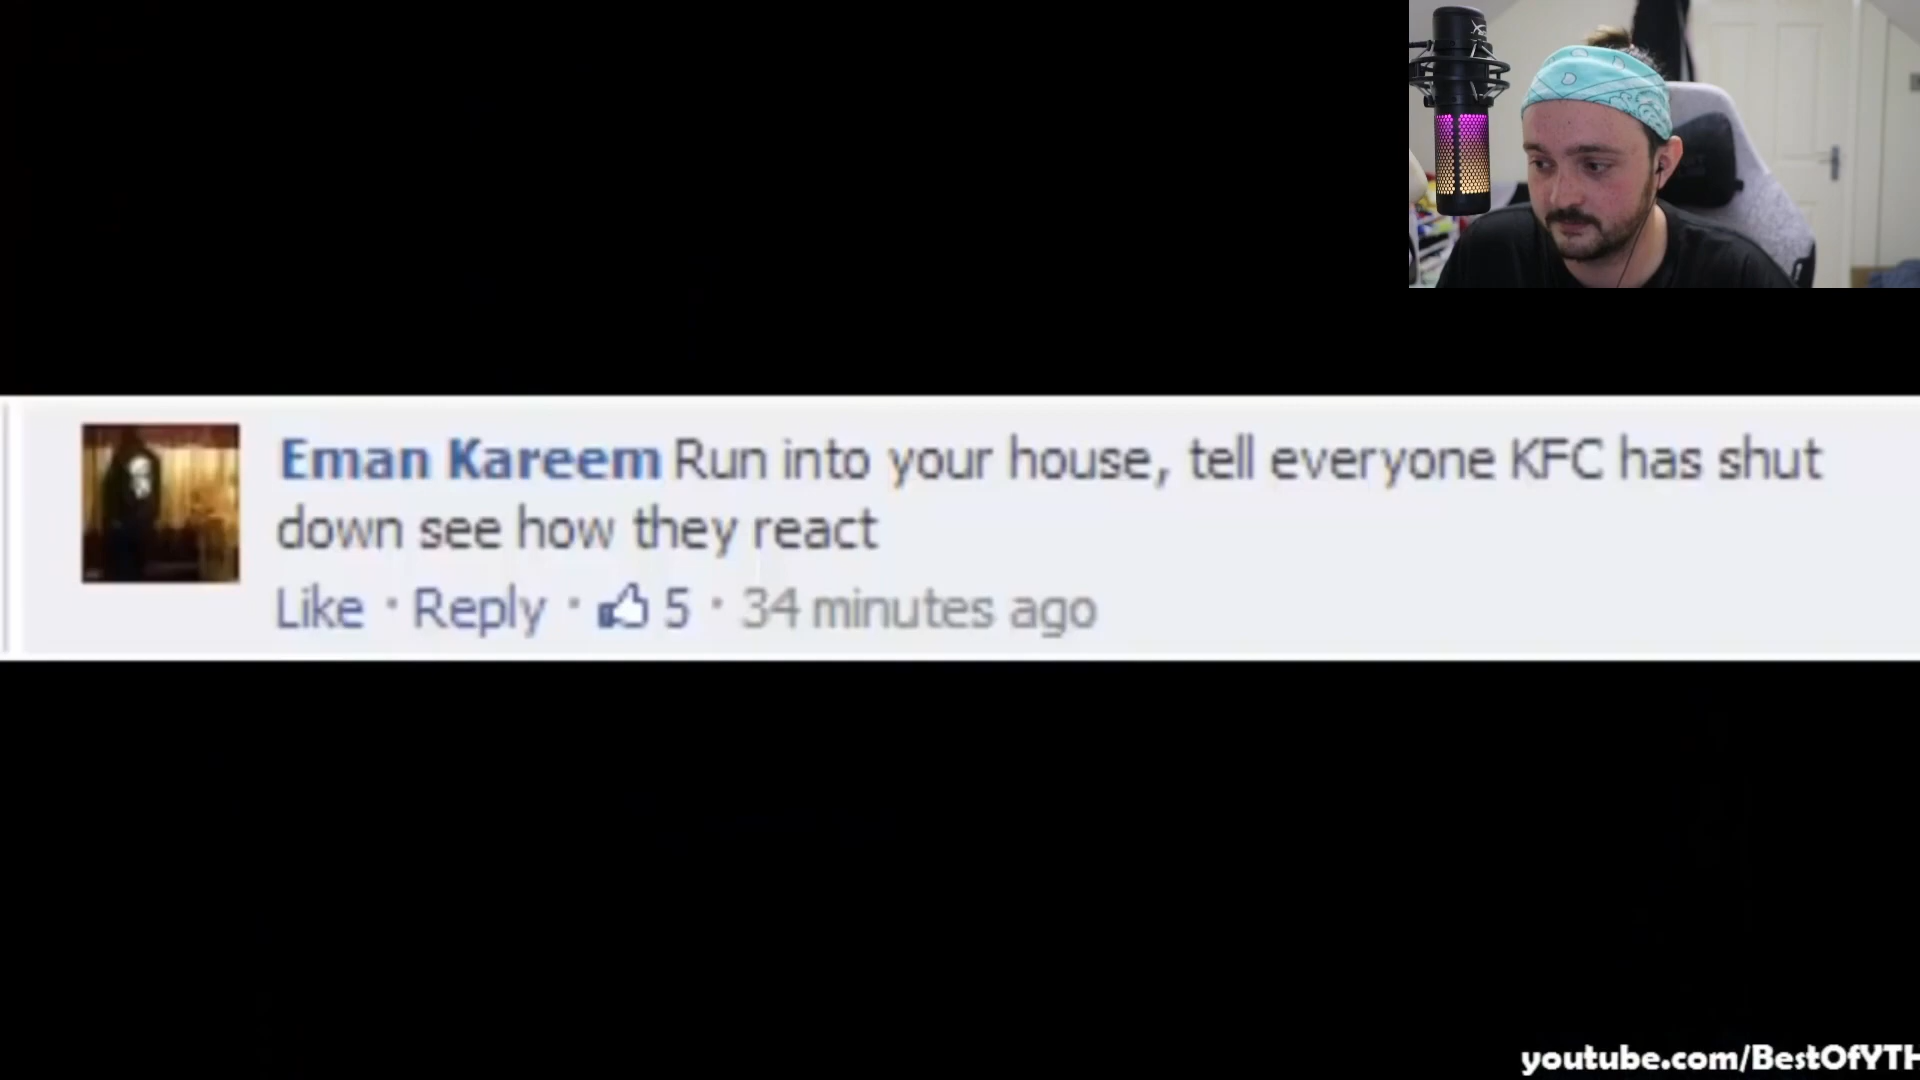 Eman Kareem Run into your house, tell everyone KFC has shut
down see how they react
Like · Reply · 5 · 34 minutes ago
youtube.com/BestOfYTH